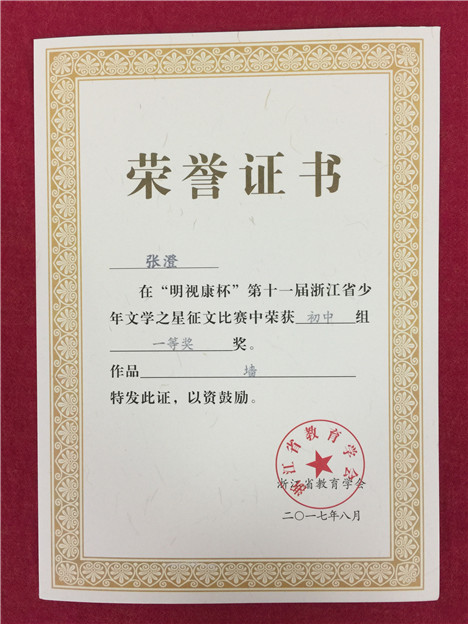 荣誉证书
张澄
在“明视康杯”第十一届浙江省少
年文学之星征文比赛中荣获 初中 组
一等奖 奖。
作品 墙
特发此证，以资鼓励。
浙江省教育学会
浙江省教育学会
二〇一七年八月